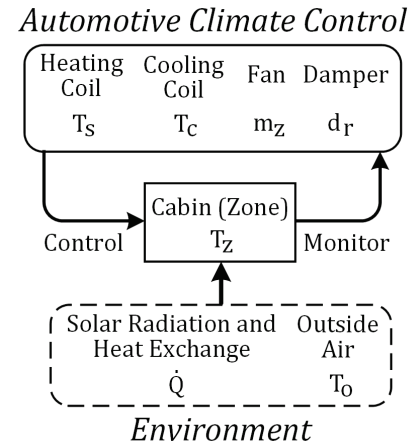 Automotive Climate Control
Heating Cooling Fan Damper
Coil Coil
Ts Tc mz dr
Cabin (Zone)
Tz
Control Monitor
Solar Radiation and Outside
Heat Exchange Air
Q̇ To
Environment